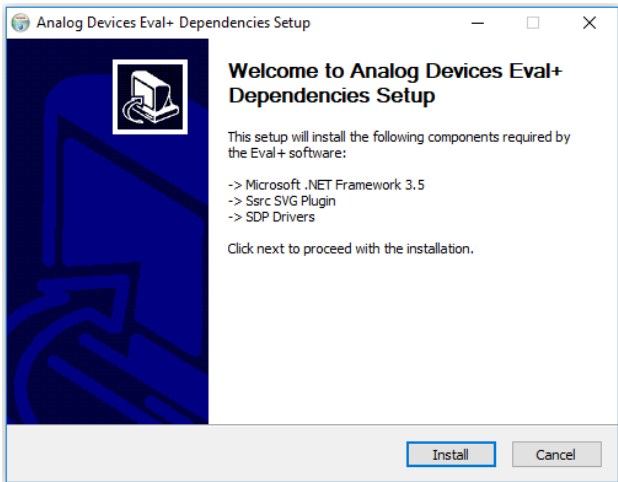 Analog Devices Eval+ Dependencies Setup
Welcome to Analog Devices Eval+
Dependencies Setup
This setup will install the following components required by
the Eval+ software:
-> Microsoft .NET Framework 3.5
-> Ssrc SVG Plugin
-> SDP Drivers
Click next to proceed with the installation.
Install
Cancel